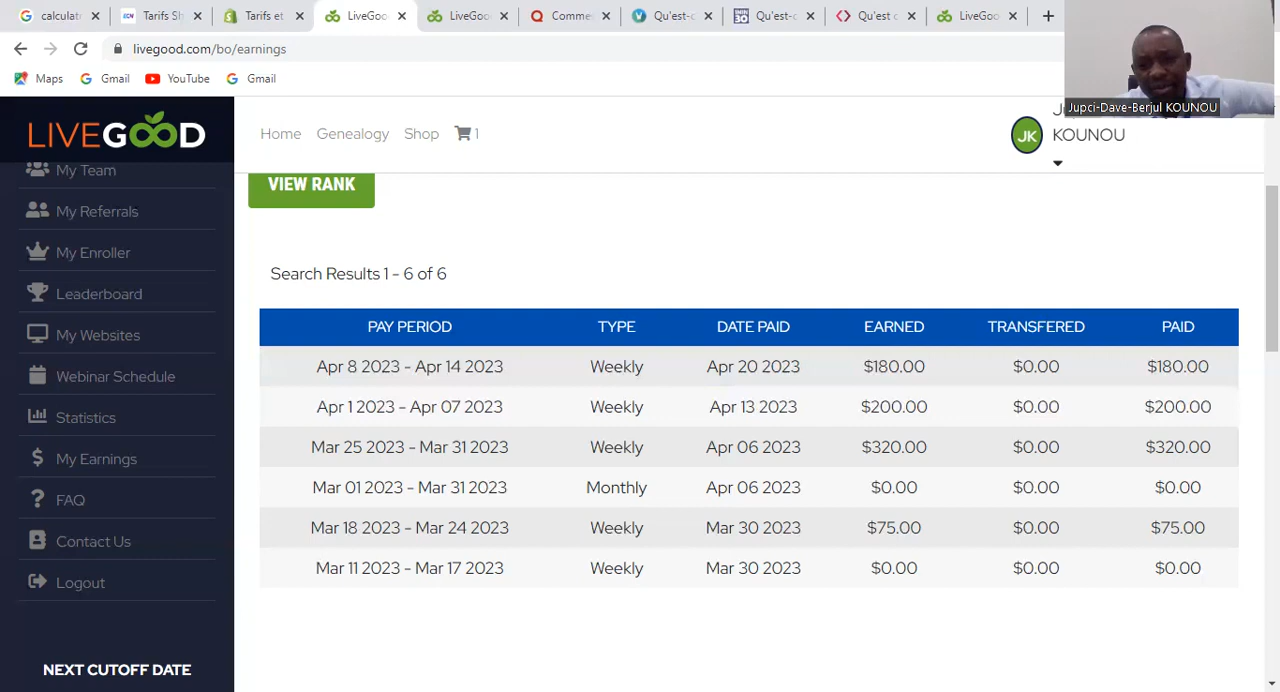 calculat
Tarifs Sh
Tarifs et
LiveGoo
LiveGoo
Comme
Qu'est-c
Qu'est-c
Qu'est c
LiveGoo
livegood.com/bo/earnings
Maps Gmail YouTube Gmail
Jupci-Dave-Berjul KOUNOU
LIVEGOOD
Home Genealogy Shop 1
JK
KOUNOU
My Team
My Referrals
My Enroller
Leaderboard
My Websites
Webinar Schedule
Statistics
My Earnings
FAQ
Contact Us
Logout
NEXT CUTOFF DATE
VIEW RANK
Search Results 1 - 6 of 6
PAY PERIOD TYPE DATE PAID EARNED TRANSFERED PAID
Apr 8 2023 - Apr 14 2023 Weekly Apr 20 2023 $180.00 $0.00 $180.00
Apr 1 2023 - Apr 07 2023 Weekly Apr 13 2023 $200.00 $0.00 $200.00
Mar 25 2023 - Mar 31 2023 Weekly Apr 06 2023 $320.00 $0.00 $320.00
Mar 01 2023 - Mar 31 2023 Monthly Apr 06 2023 $0.00 $0.00 $0.00
Mar 18 2023 - Mar 24 2023 Weekly Mar 30 2023 $75.00 $0.00 $75.00
Mar 11 2023 - Mar 17 2023 Weekly Mar 30 2023 $0.00 $0.00 $0.00